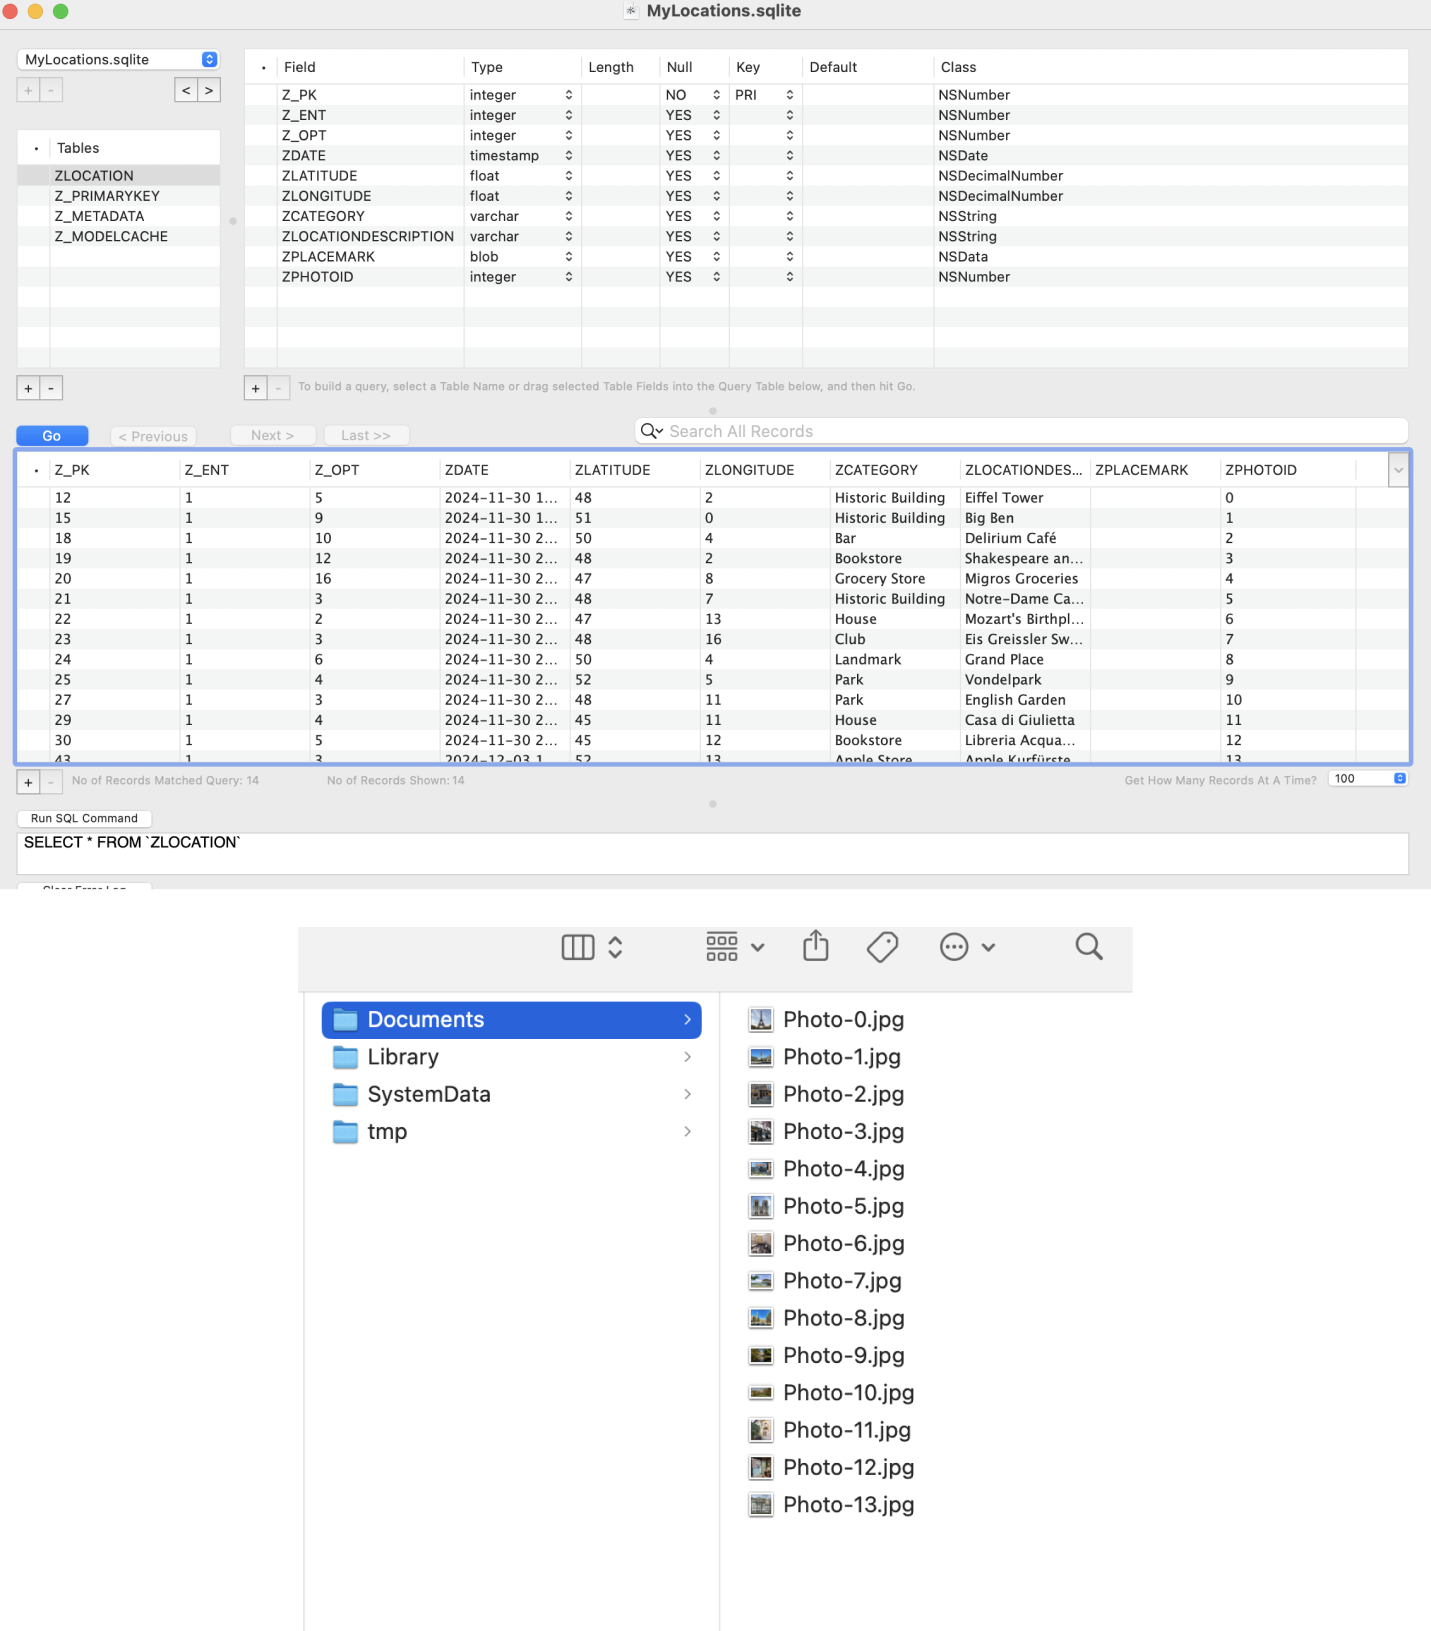 MyLocations.sqlite
MyLocations.sqlite
+ -
< >
Tables
ZLOCATION
Z_PRIMARYKEY
Z_METADATA
Z_MODELCACHE
+ -
Field Type Length Null Key Default Class
Z_PK integer NO PRI NSNumber
Z_ENT integer YES NSNumber
Z_OPT integer YES NSNumber
ZDATE timestamp YES NSDate
ZLATITUDE float YES NSDecimalNumber
ZLONGITUDE float YES NSDecimalNumber
ZCATEGORY varchar YES NSString
ZLOCATIONDESCRIPTION varchar YES NSString
ZPLACEMARK blob YES NSData
ZPHOTOID integer YES NSNumber
+ - To build a query, select a Table Name or drag selected Table Fields into the Query Table below, and then hit Go.
Go < Previous Next > Last >> Search All Records
Z_PK Z_ENT Z_OPT ZDATE ZLATITUDE ZLONGITUDE ZCATEGORY ZLOCATIONDES... ZPLACEMARK ZPHOTOID
12 1 5 2024-11-30 1... 48 2 Historic Building Eiffel Tower 0
15 1 9 2024-11-30 1... 51 0 Historic Building Big Ben 1
18 1 10 2024-11-30 2... 50 4 Bar Delirium Café 2
19 1 12 2024-11-30 2... 48 2 Bookstore Shakespeare an... 3
20 1 16 2024-11-30 2... 47 8 Grocery Store Migros Groceries 4
21 1 3 2024-11-30 2... 48 7 Historic Building Notre-Dame Ca... 5
22 1 2 2024-11-30 2... 47 13 House Mozart's Birthpl... 6
23 1 3 2024-11-30 2... 48 16 Club Eis Greissler Sw... 7
24 1 6 2024-11-30 2... 50 4 Landmark Grand Place 8
25 1 4 2024-11-30 2... 52 5 Park Vondelpark 9
27 1 3 2024-11-30 2... 48 11 Park English Garden 10
29 1 4 2024-11-30 2... 45 11 House Casa di Giulietta 11
30 1 5 2024-11-30 2... 45 12 Bookstore Libreria Acqua... 12
43 1 3 2024-12-03 1... 52 13 Apple Store Apple Kurfürste... 13
+ - No of Records Matched Query: 14 No of Records Shown: 14 Get How Many Records At A Time? 100
Run SQL Command
SELECT * FROM `ZLOCATION`
Clear Error Log
Documents
Library
SystemData
tmp
Photo-0.jpg
Photo-1.jpg
Photo-2.jpg
Photo-3.jpg
Photo-4.jpg
Photo-5.jpg
Photo-6.jpg
Photo-7.jpg
Photo-8.jpg
Photo-9.jpg
Photo-10.jpg
Photo-11.jpg
Photo-12.jpg
Photo-13.jpg